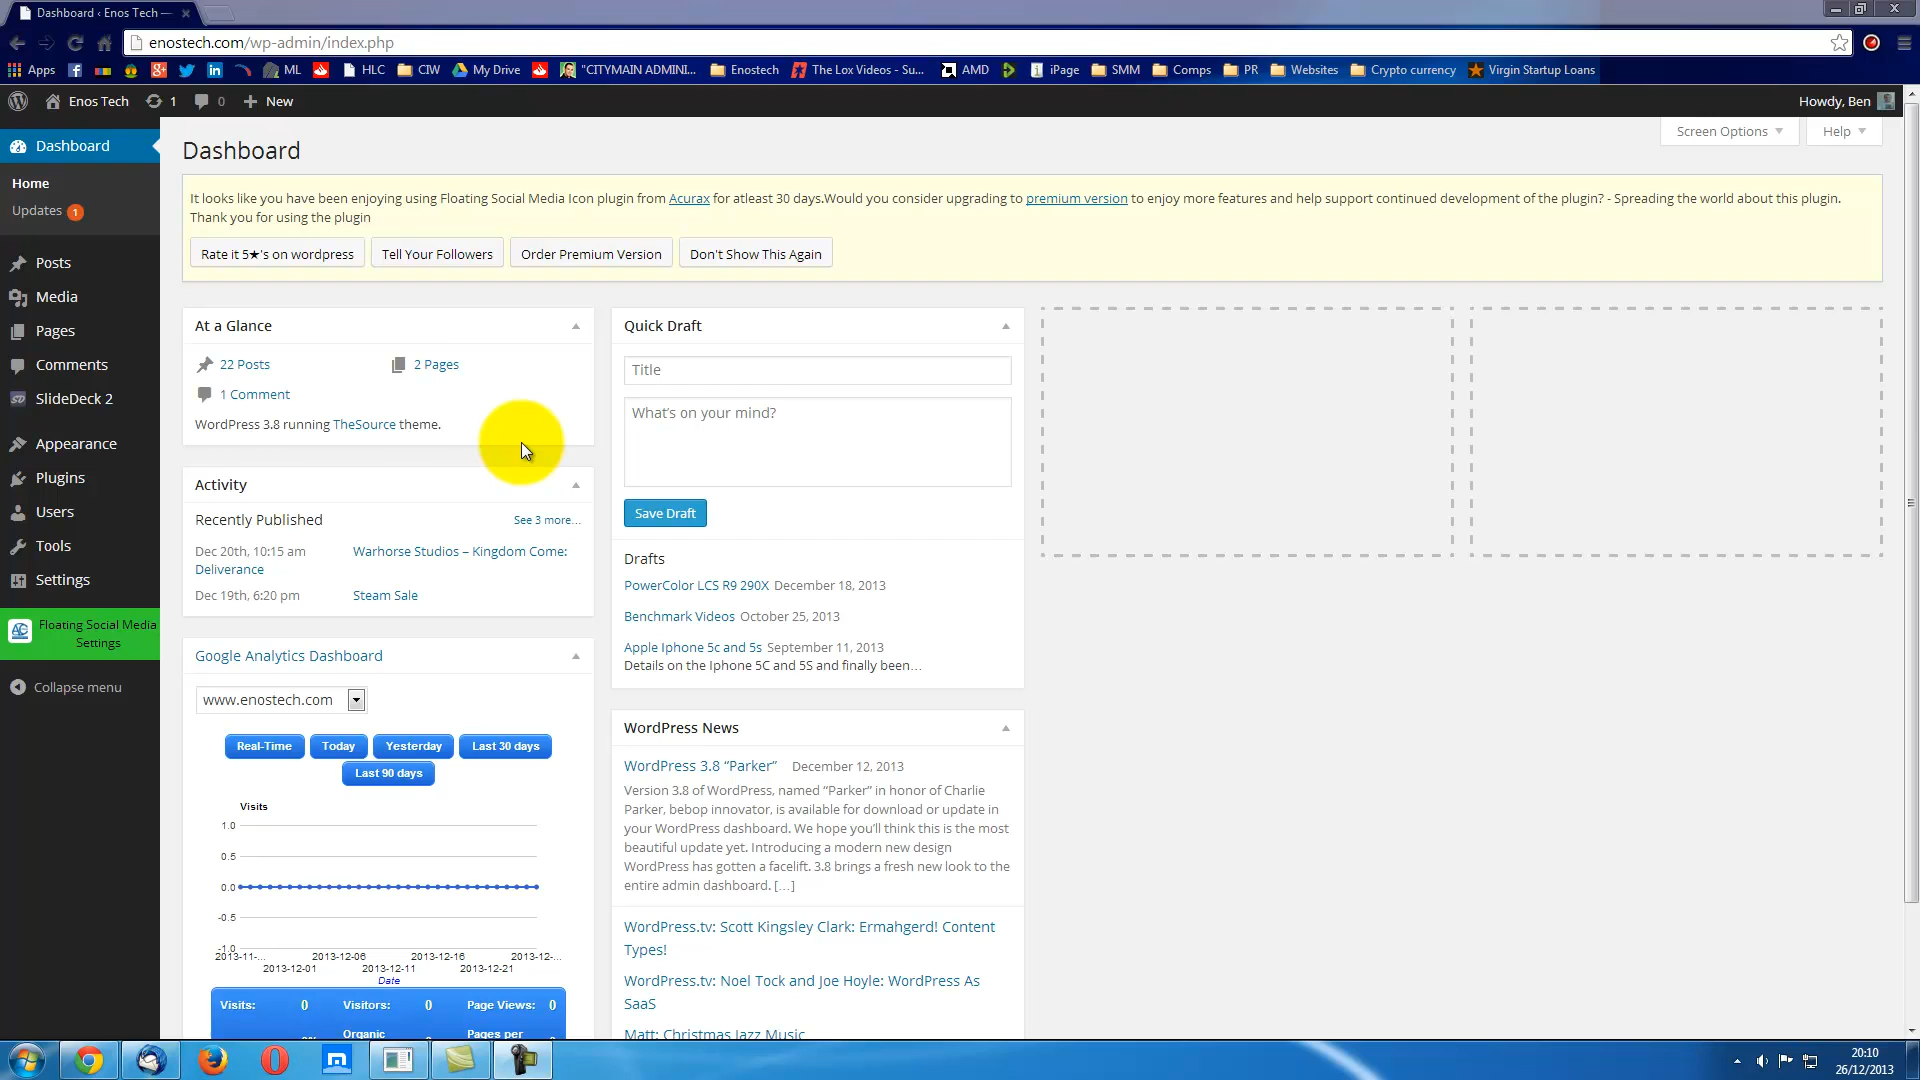 Dashboard ‹ Enos Tech —
enostech.com/wp-admin/index.php
Apps
ML
HLC
CIW
My Drive
"CITYMAIN ADMINI...
Enostech
The Lox Videos - Su...
AMD
iPage
SMM
Comps
PR
Websites
Crypto currency
Virgin Startup Loans
Enos Tech
1
0
New
Howdy, Ben
Screen Options
Help
Dashboard
Home
Updates 1
Posts
Media
Pages
Comments
SlideDeck 2
Appearance
Plugins
Users
Tools
Settings
Floating Social Media
Settings
Collapse menu
Dashboard
It looks like you have been enjoying using Floating Social Media Icon plugin from Acurax for atleast 30 days.Would you consider upgrading to premium version to enjoy more features and help support continued development of the plugin? - Spreading the world about this plugin.
Thank you for using the plugin
Rate it 5★'s on wordpress
Tell Your Followers
Order Premium Version
Don't Show This Again
At a Glance
22 Posts
2 Pages
1 Comment
WordPress 3.8 running TheSource theme.
Activity
Recently Published
See 3 more...
Dec 20th, 10:15 am Warhorse Studios – Kingdom Come:
Deliverance
Dec 19th, 6:20 pm Steam Sale
Google Analytics Dashboard
www.enostech.com
Real-Time
Today
Yesterday
Last 30 days
Last 90 days
Visits
1.0
0.5
0.0
-0.5
-1.0
2013-11-...
2013-12-06
2013-12-16
2013-12-...
2013-12-01
2013-12-11
2013-12-21
Date
Visits: 0
Visitors: 0
Page Views: 0
Organic
Pages per
Quick Draft
Title
What's on your mind?
Save Draft
Drafts
PowerColor LCS R9 290X December 18, 2013
Benchmark Videos October 25, 2013
Apple Iphone 5c and 5s September 11, 2013
Details on the Iphone 5C and 5S and finally been…
WordPress News
WordPress 3.8 “Parker” December 12, 2013
Version 3.8 of WordPress, named “Parker” in honor of Charlie
Parker, bebop innovator, is available for download or update in
your WordPress dashboard. We hope you’ll think this is the most
beautiful update yet. Introducing a modern new design
WordPress has gotten a facelift. 3.8 brings a fresh new look to the
entire admin dashboard. […]
WordPress.tv: Scott Kingsley Clark: Ermahgerd! Content
Types!
WordPress.tv: Noel Tock and Joe Hoyle: WordPress As
SaaS
Matt: Christmas Jazz Music
20:10
26/12/2013